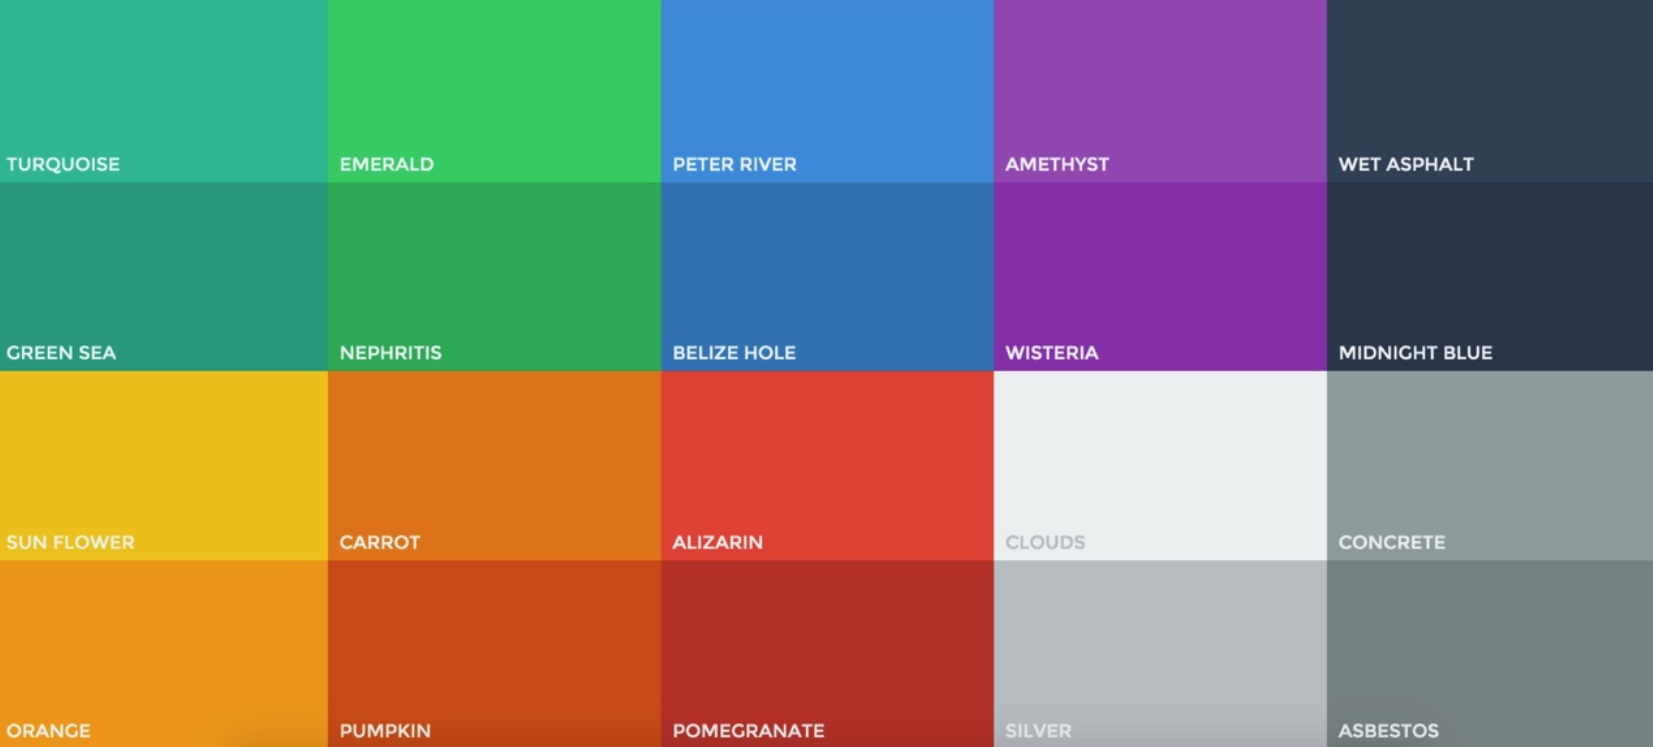 TURQUOISE
EMERALD
PETER RIVER
AMETHYST
WET ASPHALT
GREEN SEA
NEPHRITIS
BELIZE HOLE
WISTERIA
MIDNIGHT BLUE
SUN FLOWER
CARROT
ALIZARIN
CLOUDS
CONCRETE
ORANGE
PUMPKIN
POMEGRANATE
SILVER
ASBESTOS